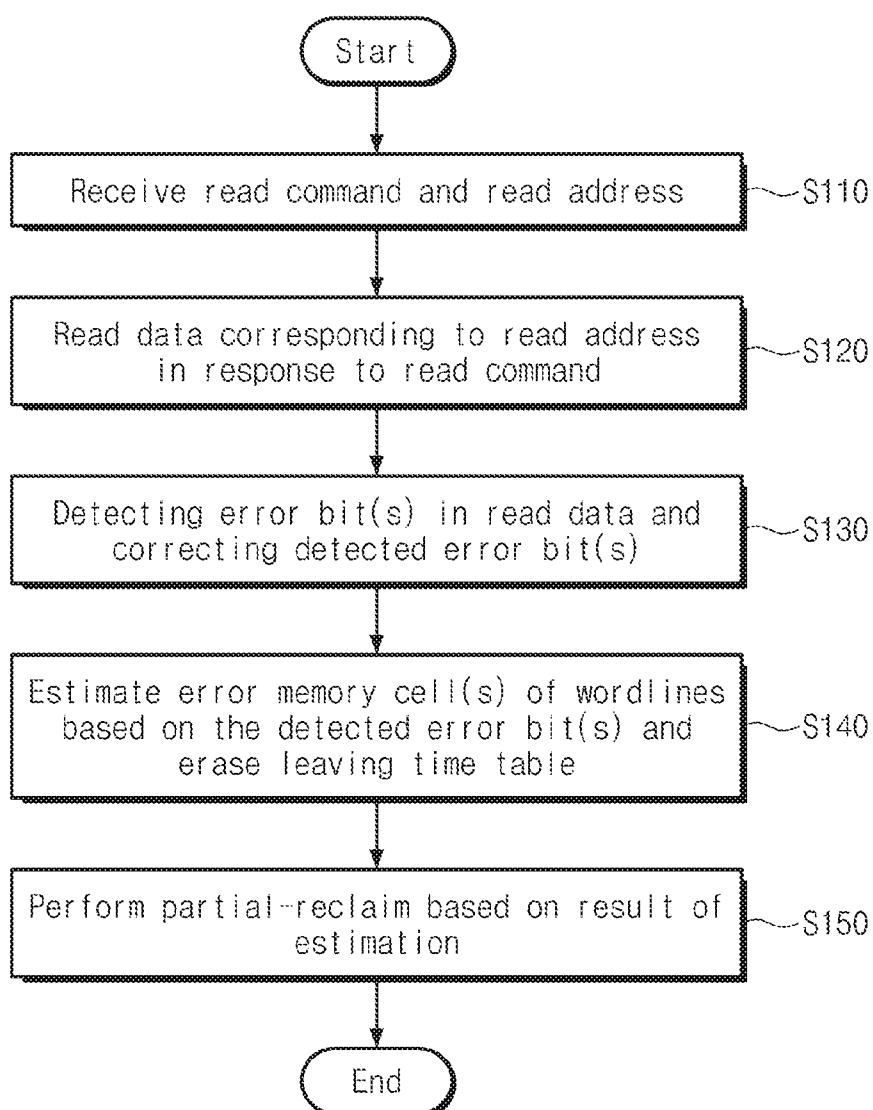 Start
Receive read command and read address
S110
Read data corresponding to read address
in response to read command
S120
Detecting error bit(s) in read data and
correcting detected error bit(s)
S130
Estimate error memory cell(s) of wordlines
based on the detected error bit(s) and
erase leaving time table
S140
Perform partial-reclaim based on result of
estimation
S150
End